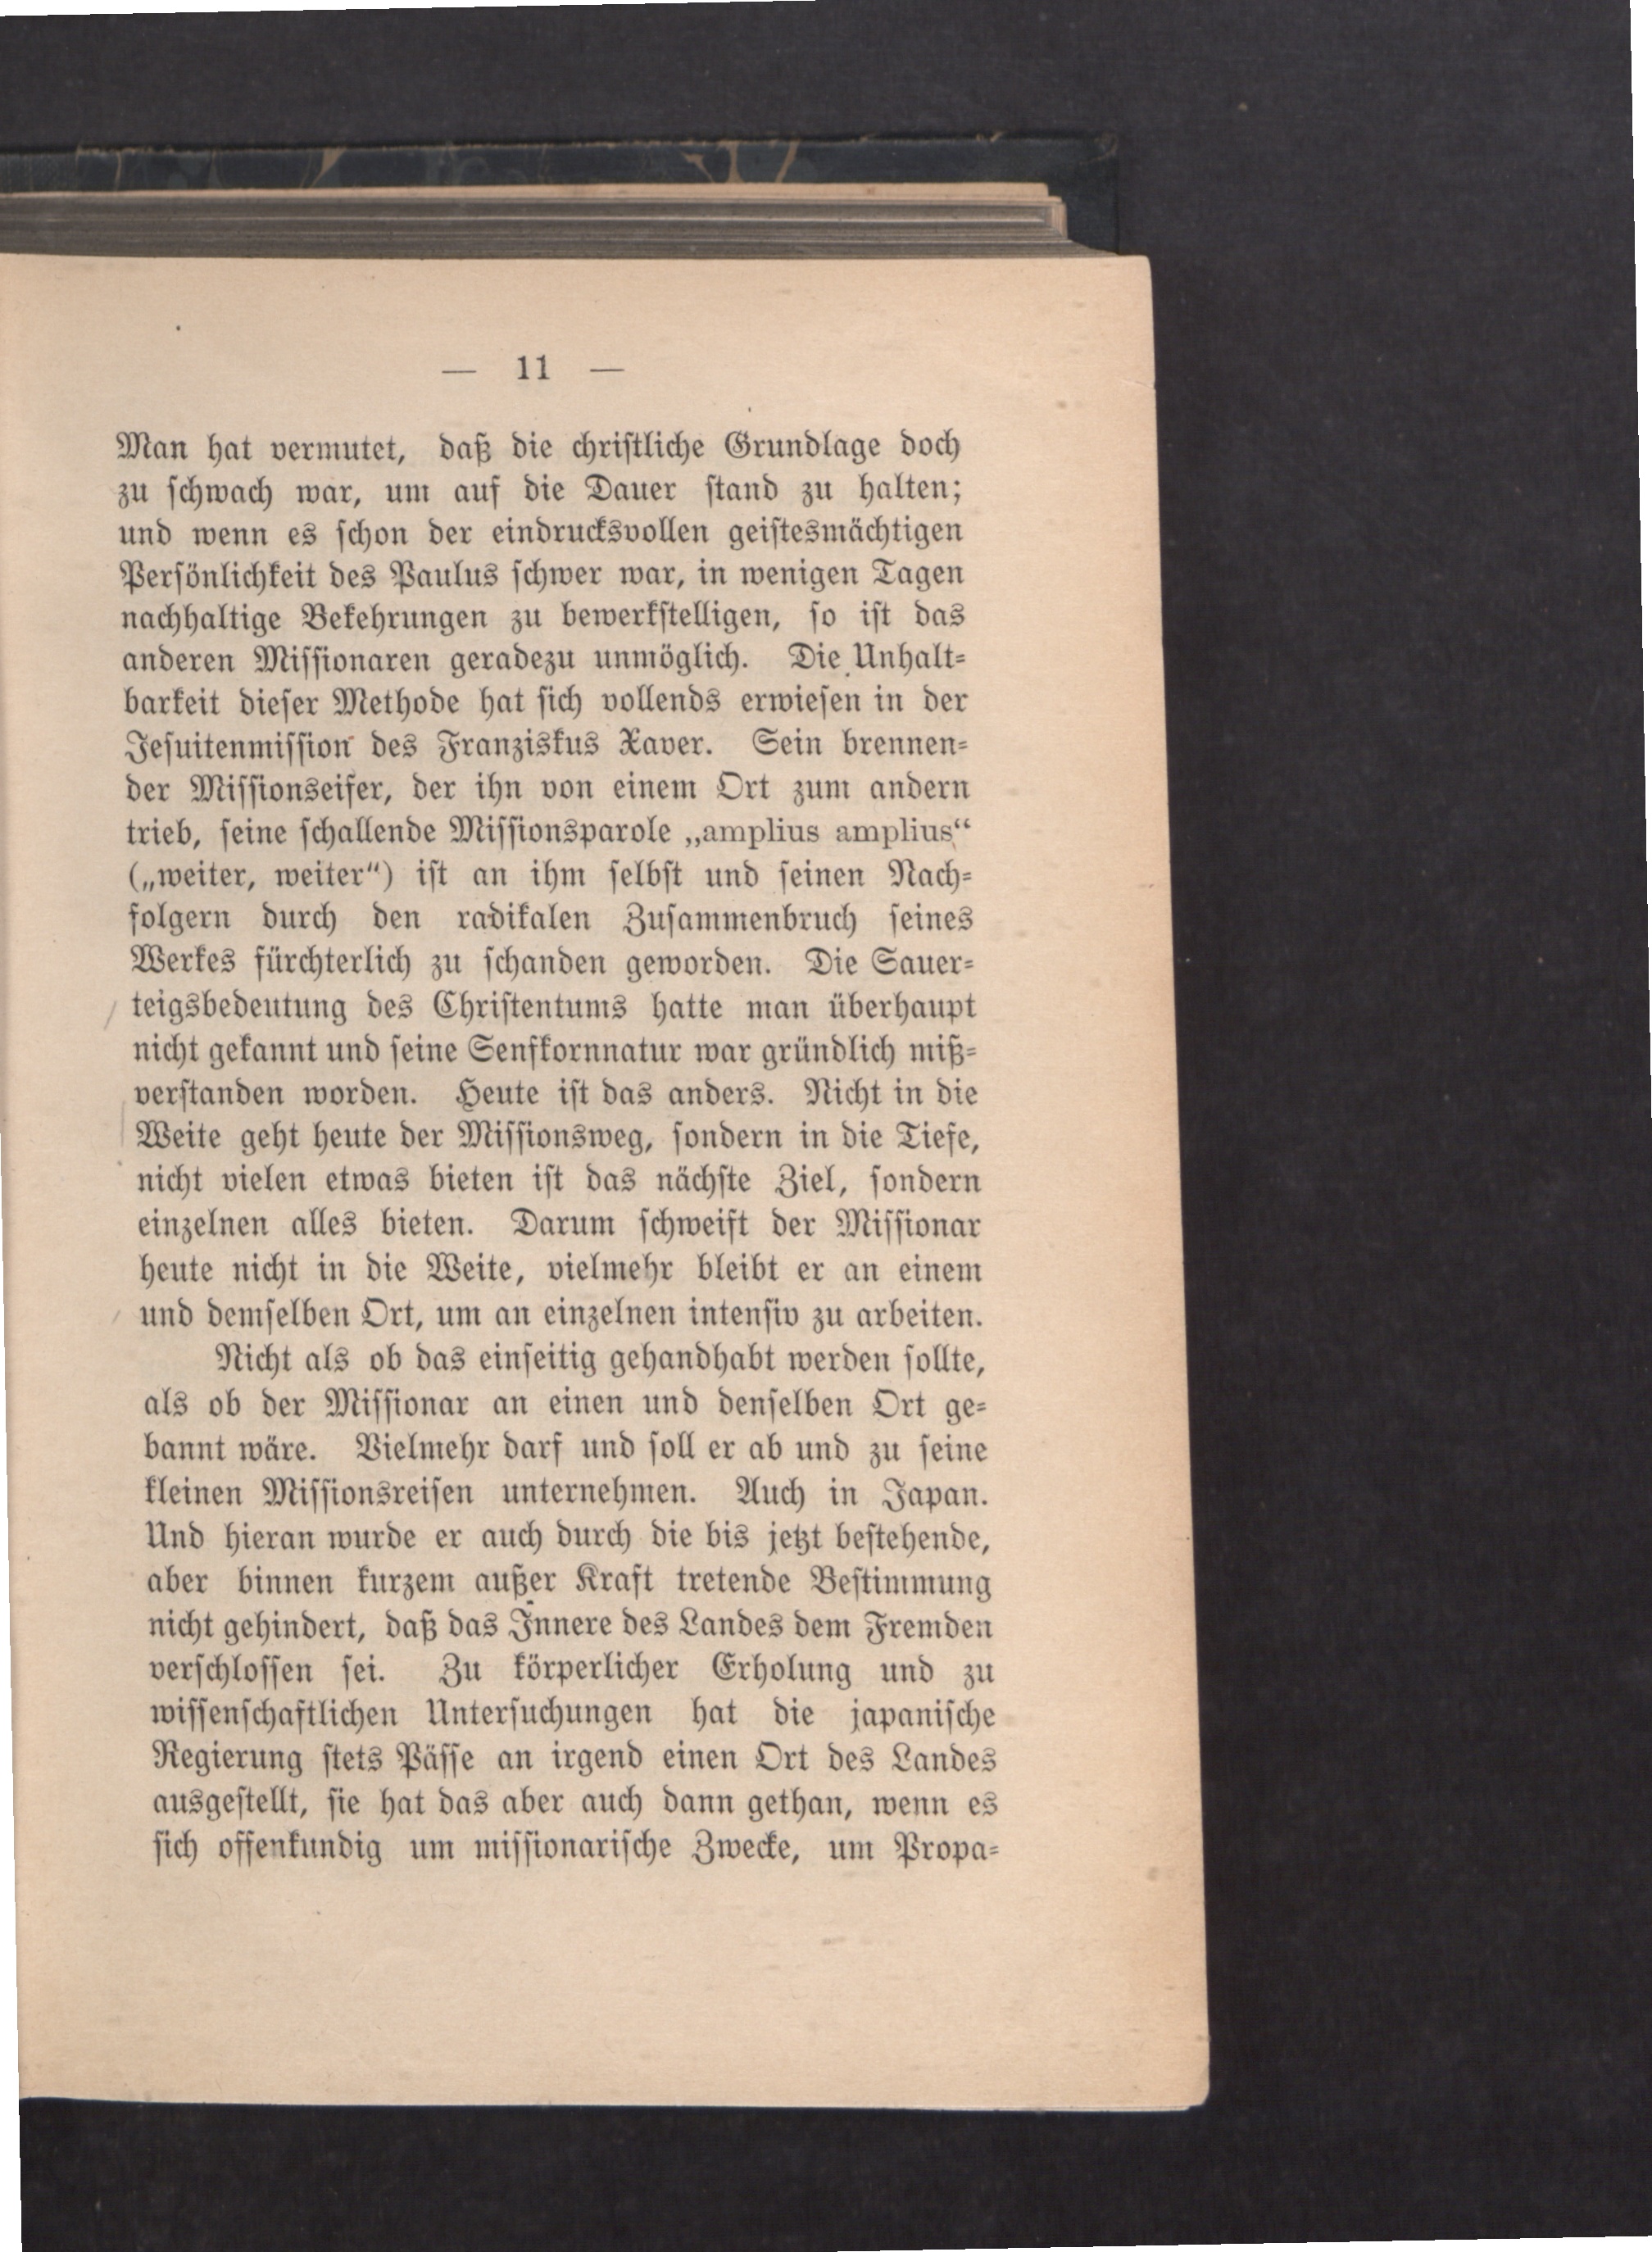 — 11 —
Man hat vermutet, daß die christliche Grundlage doch
zu schwach war, um auf die Dauer stand zu halten;
und wenn es schon der eindrucksvollen geistesmächtigen
Persönlichkeit des Paulus schwer war, in wenigen Tagen
nachhaltige Bekehrungen zu bewerkstelligen, so ist das
anderen Missionaren geradezu unmöglich. Die Unhalt-
barkeit dieser Methode hat sich vollends erwiesen in der
Jesuitenmission des Franziskus Xaver. Sein brennen-
der Missionseifer, der ihn von einem Ort zum andern
trieb, seine schallende Missionsparole „amplius amplius“
(„weiter, weiter“) ist an ihm selbst und seinen Nach-
folgern durch den radikalen Zusammenbruch seines
Werkes fürchterlich zu schanden geworden. Die Sauer-
teigsbedeutung des Christentums hatte man überhaupt
nicht gekannt und seine Senfkornnatur war gründlich miß-
verstanden worden. Heute ist das anders. Nicht in die
Weite geht heute der Missionsweg, sondern in die Tiefe,
nicht vielen etwas bieten ist das nächste Ziel, sondern
einzelnen alles bieten. Darum schweift der Missionar
heute nicht in die Weite, vielmehr bleibt er an einem
und demselben Ort, um an einzelnen intensiv zu arbeiten.
Nicht als ob das einseitig gehandhabt werden sollte,
als ob der Missionar an einen und denselben Ort ge-
bannt wäre. Vielmehr darf und soll er ab und zu seine
kleinen Missionsreisen unternehmen. Auch in Japan.
Und hieran wurde er auch durch die bis jetzt bestehende,
aber binnen kurzem außer Kraft tretende Bestimmung
nicht gehindert, daß das Innere des Landes dem Fremden
verschlossen sei. Zu körperlicher Erholung und zu
wissenschaftlichen Untersuchungen hat die japanische
Regierung stets Pässe an irgend einen Ort des Landes
ausgestellt, sie hat das aber auch dann gethan, wenn es
sich offenkundig um missionarische Zwecke, um Propa-